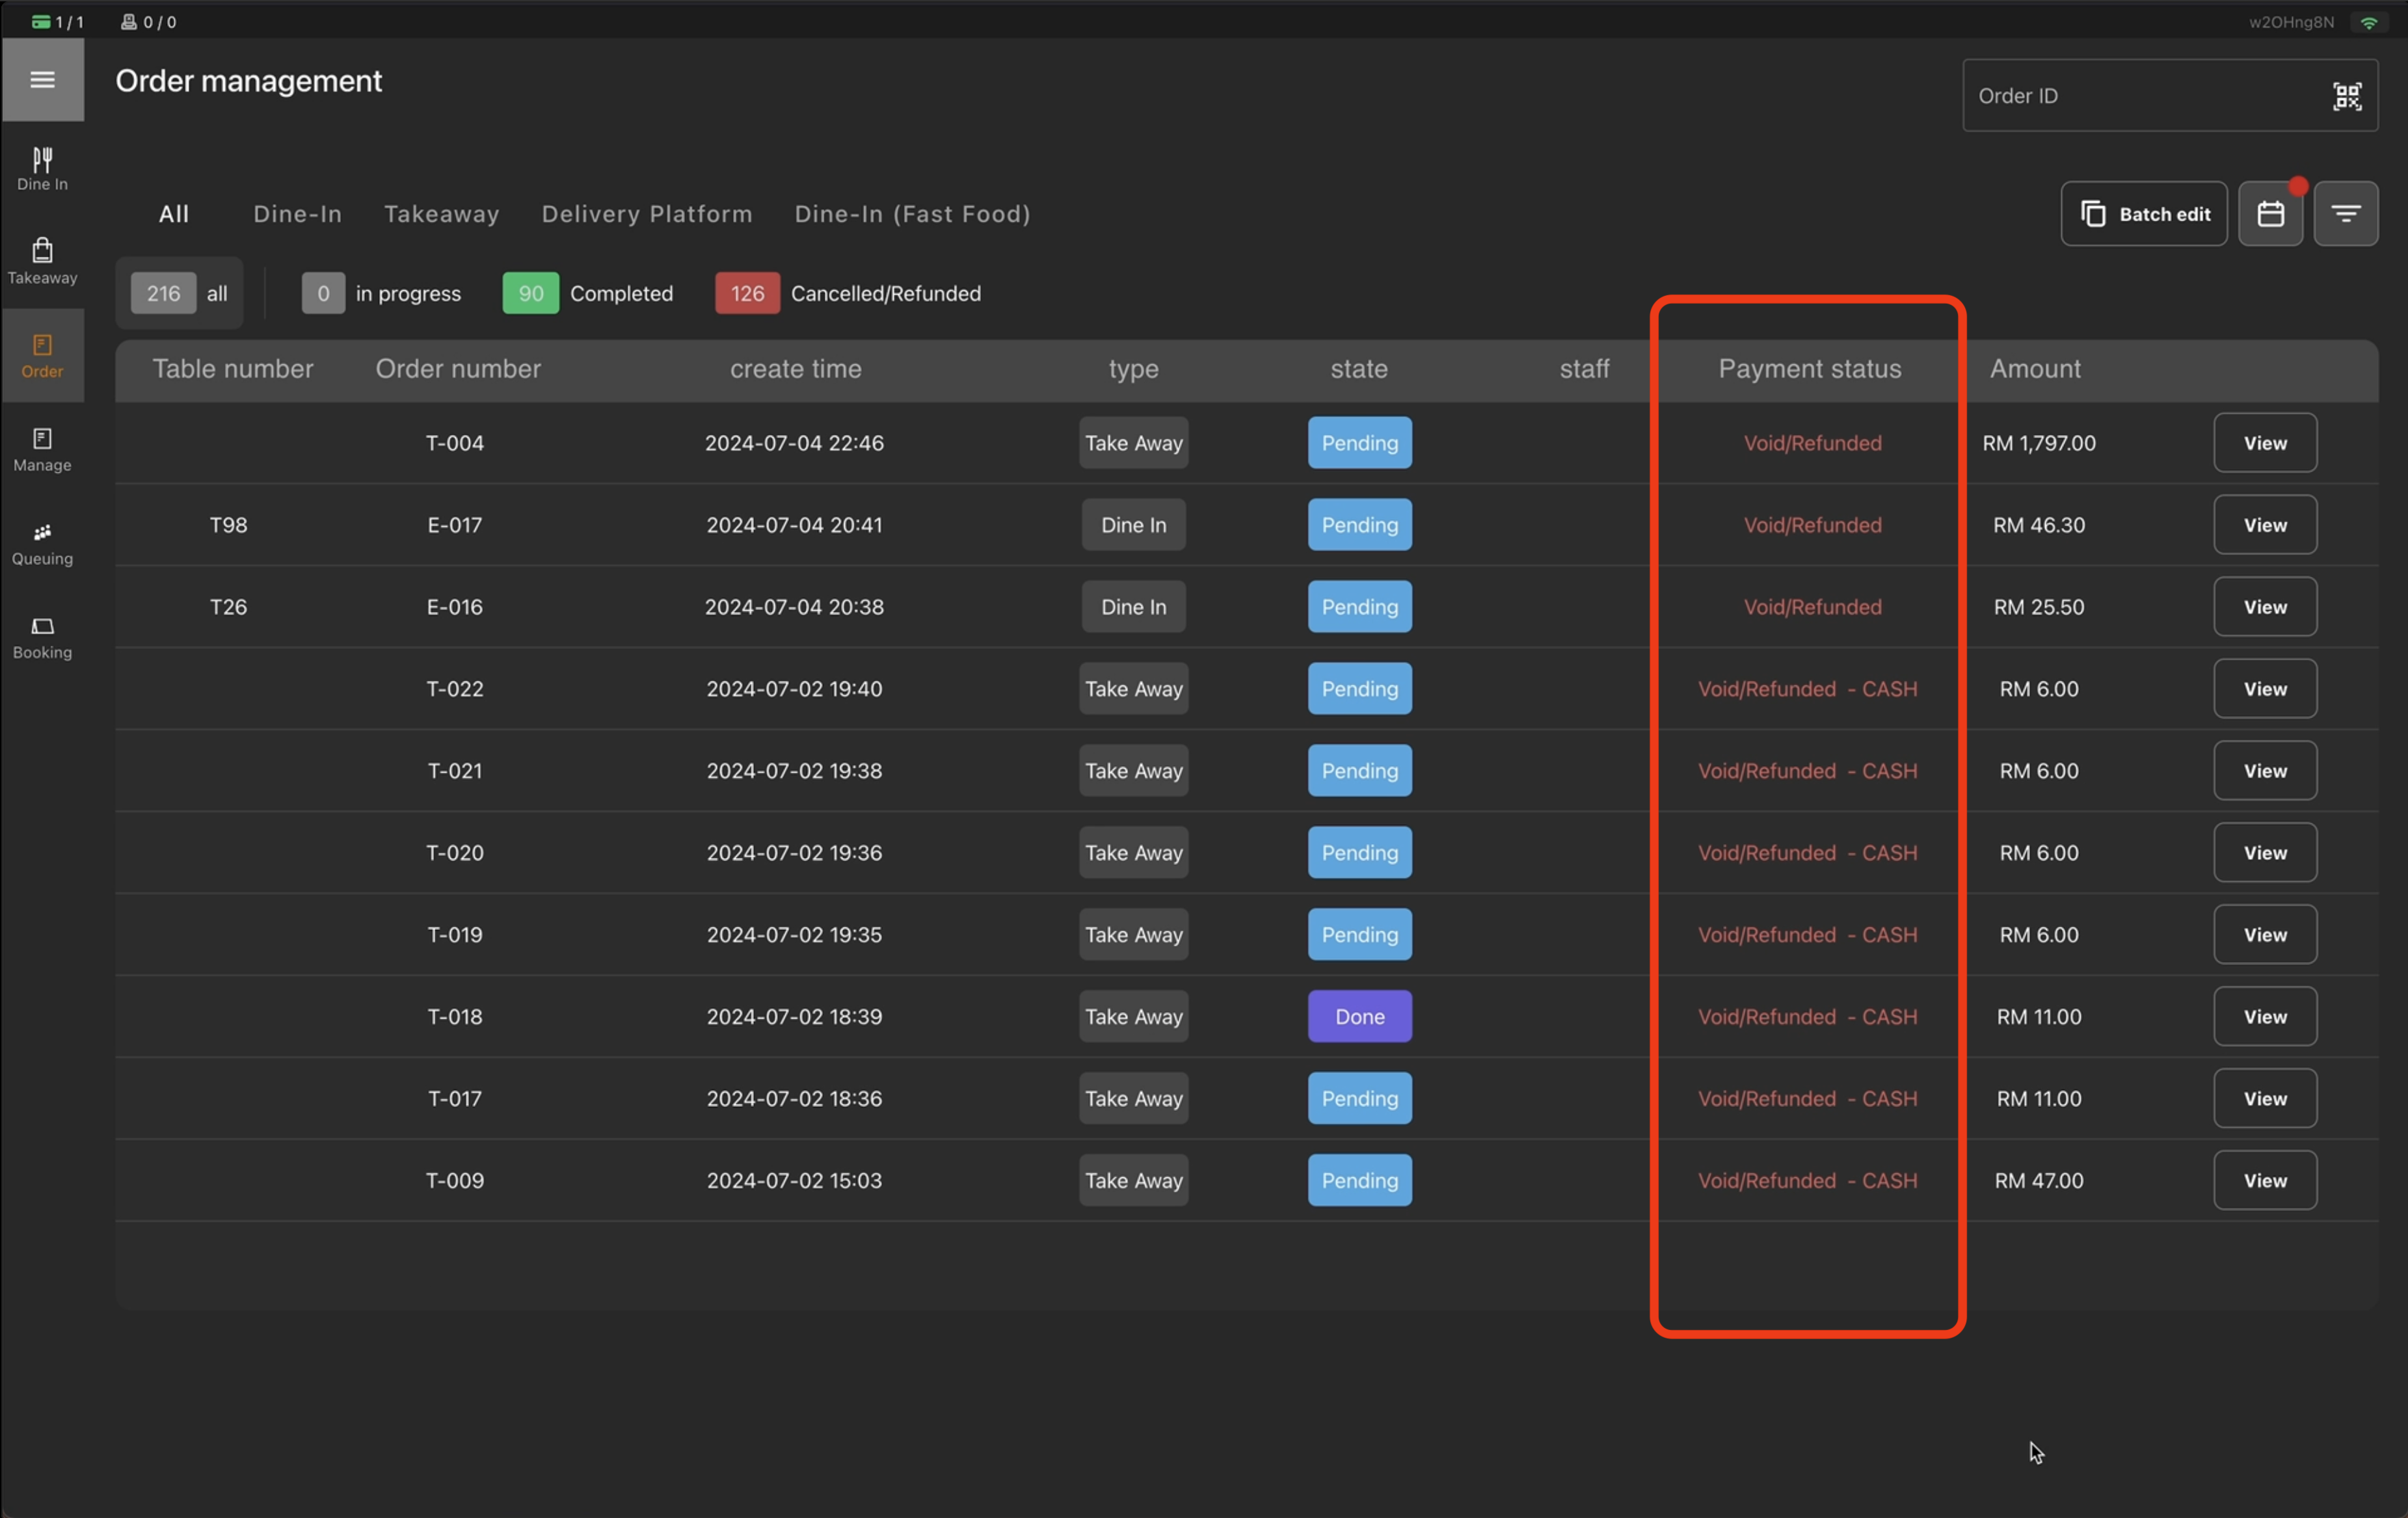 1 / 1 0 / 0 w2OHng8N
Order management
Order ID
Dine In
Takeaway
Order
Manage
Queuing
Booking
All Dine-In Takeaway Delivery Platform Dine-In (Fast Food)
Batch edit
216 all 0 in progress 90 Completed 126 Cancelled/Refunded
Table number Order number create time type state staff Payment status Amount
T-004 2024-07-04 22:46 Take Away Pending Void/Refunded RM 1,797.00 View
T98 E-017 2024-07-04 20:41 Dine In Pending Void/Refunded RM 46.30 View
T26 E-016 2024-07-04 20:38 Dine In Pending Void/Refunded RM 25.50 View
T-022 2024-07-02 19:40 Take Away Pending Void/Refunded - CASH RM 6.00 View
T-021 2024-07-02 19:38 Take Away Pending Void/Refunded - CASH RM 6.00 View
T-020 2024-07-02 19:36 Take Away Pending Void/Refunded - CASH RM 6.00 View
T-019 2024-07-02 19:35 Take Away Pending Void/Refunded - CASH RM 6.00 View
T-018 2024-07-02 18:39 Take Away Done Void/Refunded - CASH RM 11.00 View
T-017 2024-07-02 18:36 Take Away Pending Void/Refunded - CASH RM 11.00 View
T-009 2024-07-02 15:03 Take Away Pending Void/Refunded - CASH RM 47.00 View